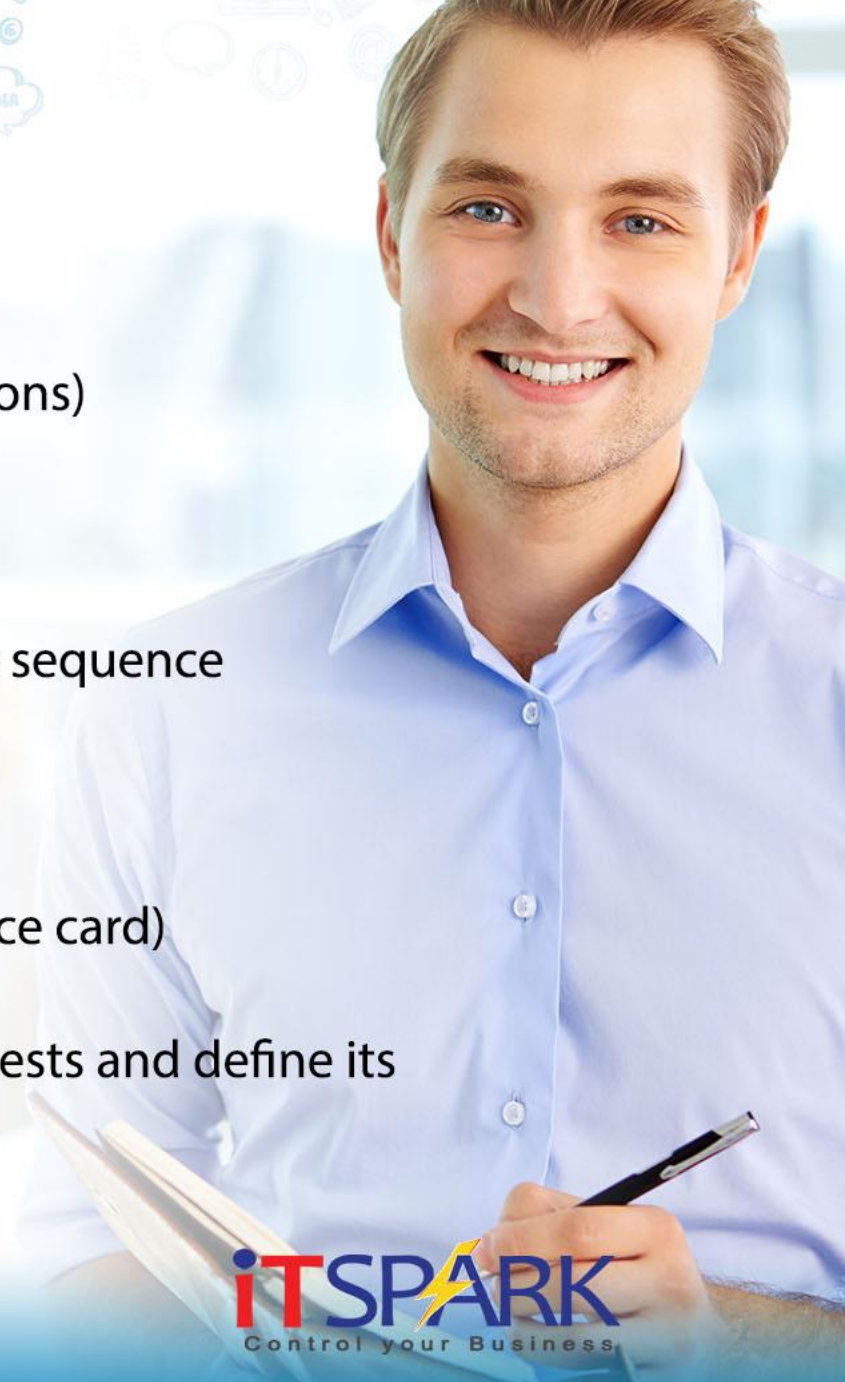 ons)
sequence
ce card)
ests and define its
iTSPARK
Control your Business